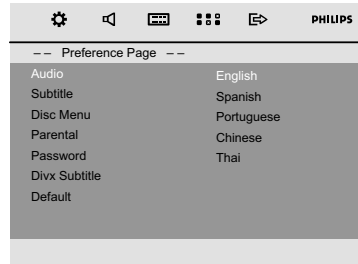 PHILIPS
-- Preference Page --
Audio English
Subtitle Spanish
Disc Menu Portuguese
Parental Chinese
Password Thai
Divx Subtitle
Default